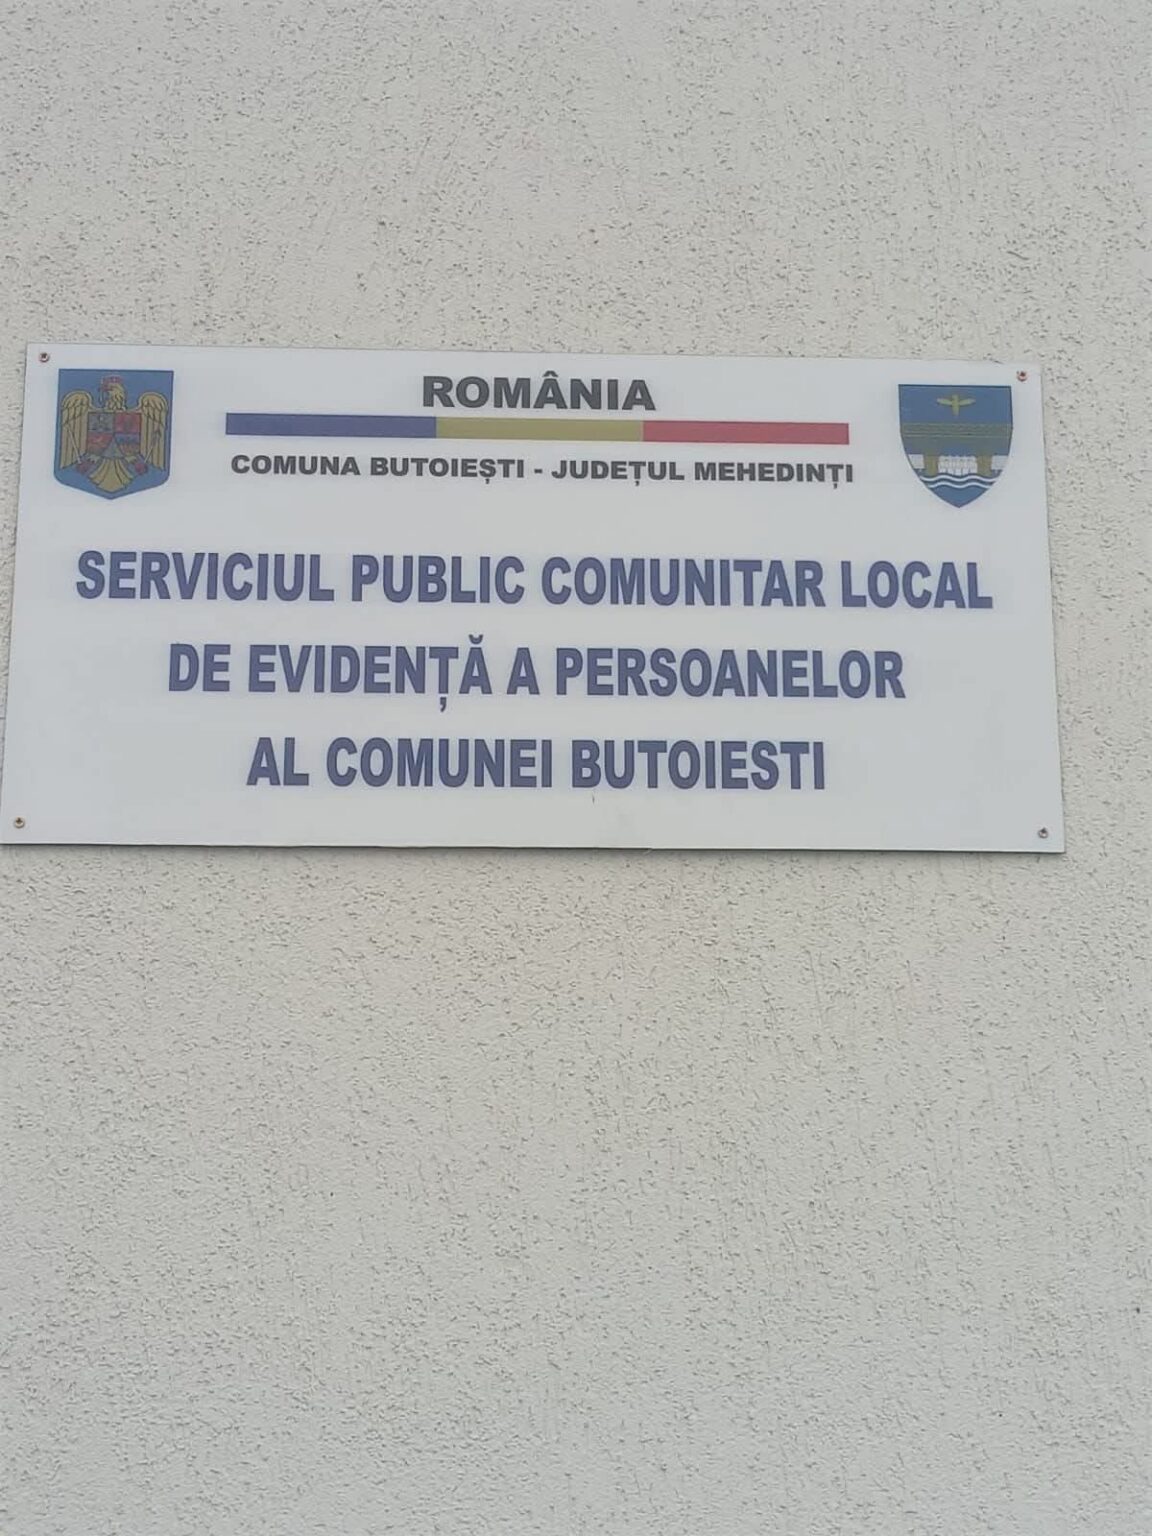 ROMÂNIA
COMUNA BUTOIEȘTI - JUDEȚUL MEHEDINȚI
SERVICIUL PUBLIC COMUNITAR LOCAL
DE EVIDENȚĂ A PERSOANELOR
AL COMUNEI BUTOIESTI